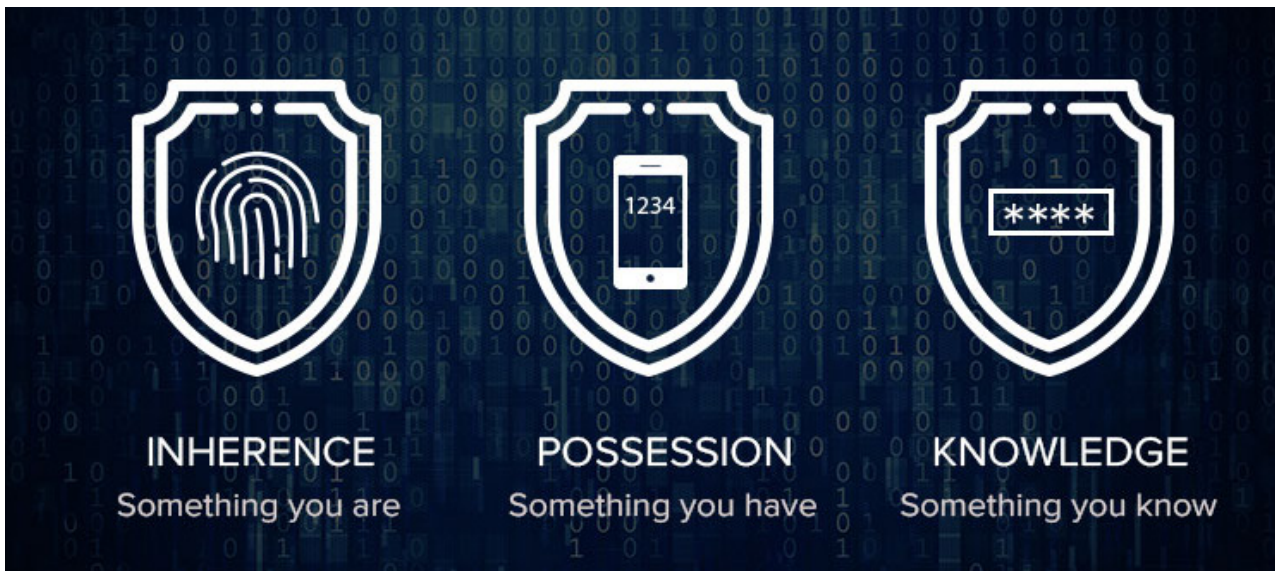 1234
****
INHERENCE
POSSESSION
KNOWLEDGE
Something you are
Something you have
Something you know